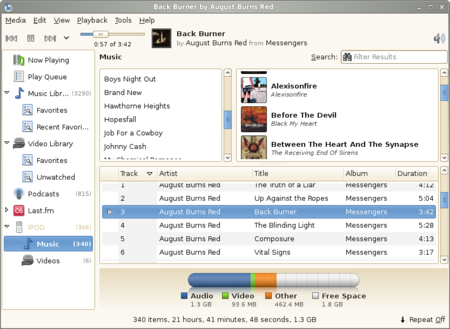 Back Burner by August Burns Red
Media Edit View Playback Tools Help
0:57 of 3:42
Back Burner
by August Burns Red from Messengers
Now Playing
Play Queue
Music Libr... (3290)
Favorites
Recent Favori...
Video Library
Favorites
Unwatched
Podcasts (815)
Last.fm
IPOD (346)
Music (340)
Videos (6)
Music
Search: Filter Results
Boys Night Out
Brand New
Hawthorne Heights
Hopesfall
Job For a Cowboy
Johnny Cash
My Chemical Romance
Alexisonfire
Alexisonfire
Before The Devil
Black My Heart
Between The Heart And The Synapse
The Receiving End Of Sirens
Track Artist Title Album Duration
1 August Burns Red The Truth of a Liar Messengers 4:12
2 August Burns Red Up Against the Ropes Messengers 5:04
3 August Burns Red Back Burner Messengers 3:42
4 August Burns Red The Blinding Light Messengers 5:28
5 August Burns Red Composure Messengers 4:13
6 August Burns Red Vital Signs Messengers 3:17
Audio Video Other Free Space
1.3 GB 93.6 MB 462.4 MB 1.8 GB
340 items, 21 hours, 41 minutes, 48 seconds, 1.3 GB
Repeat Off